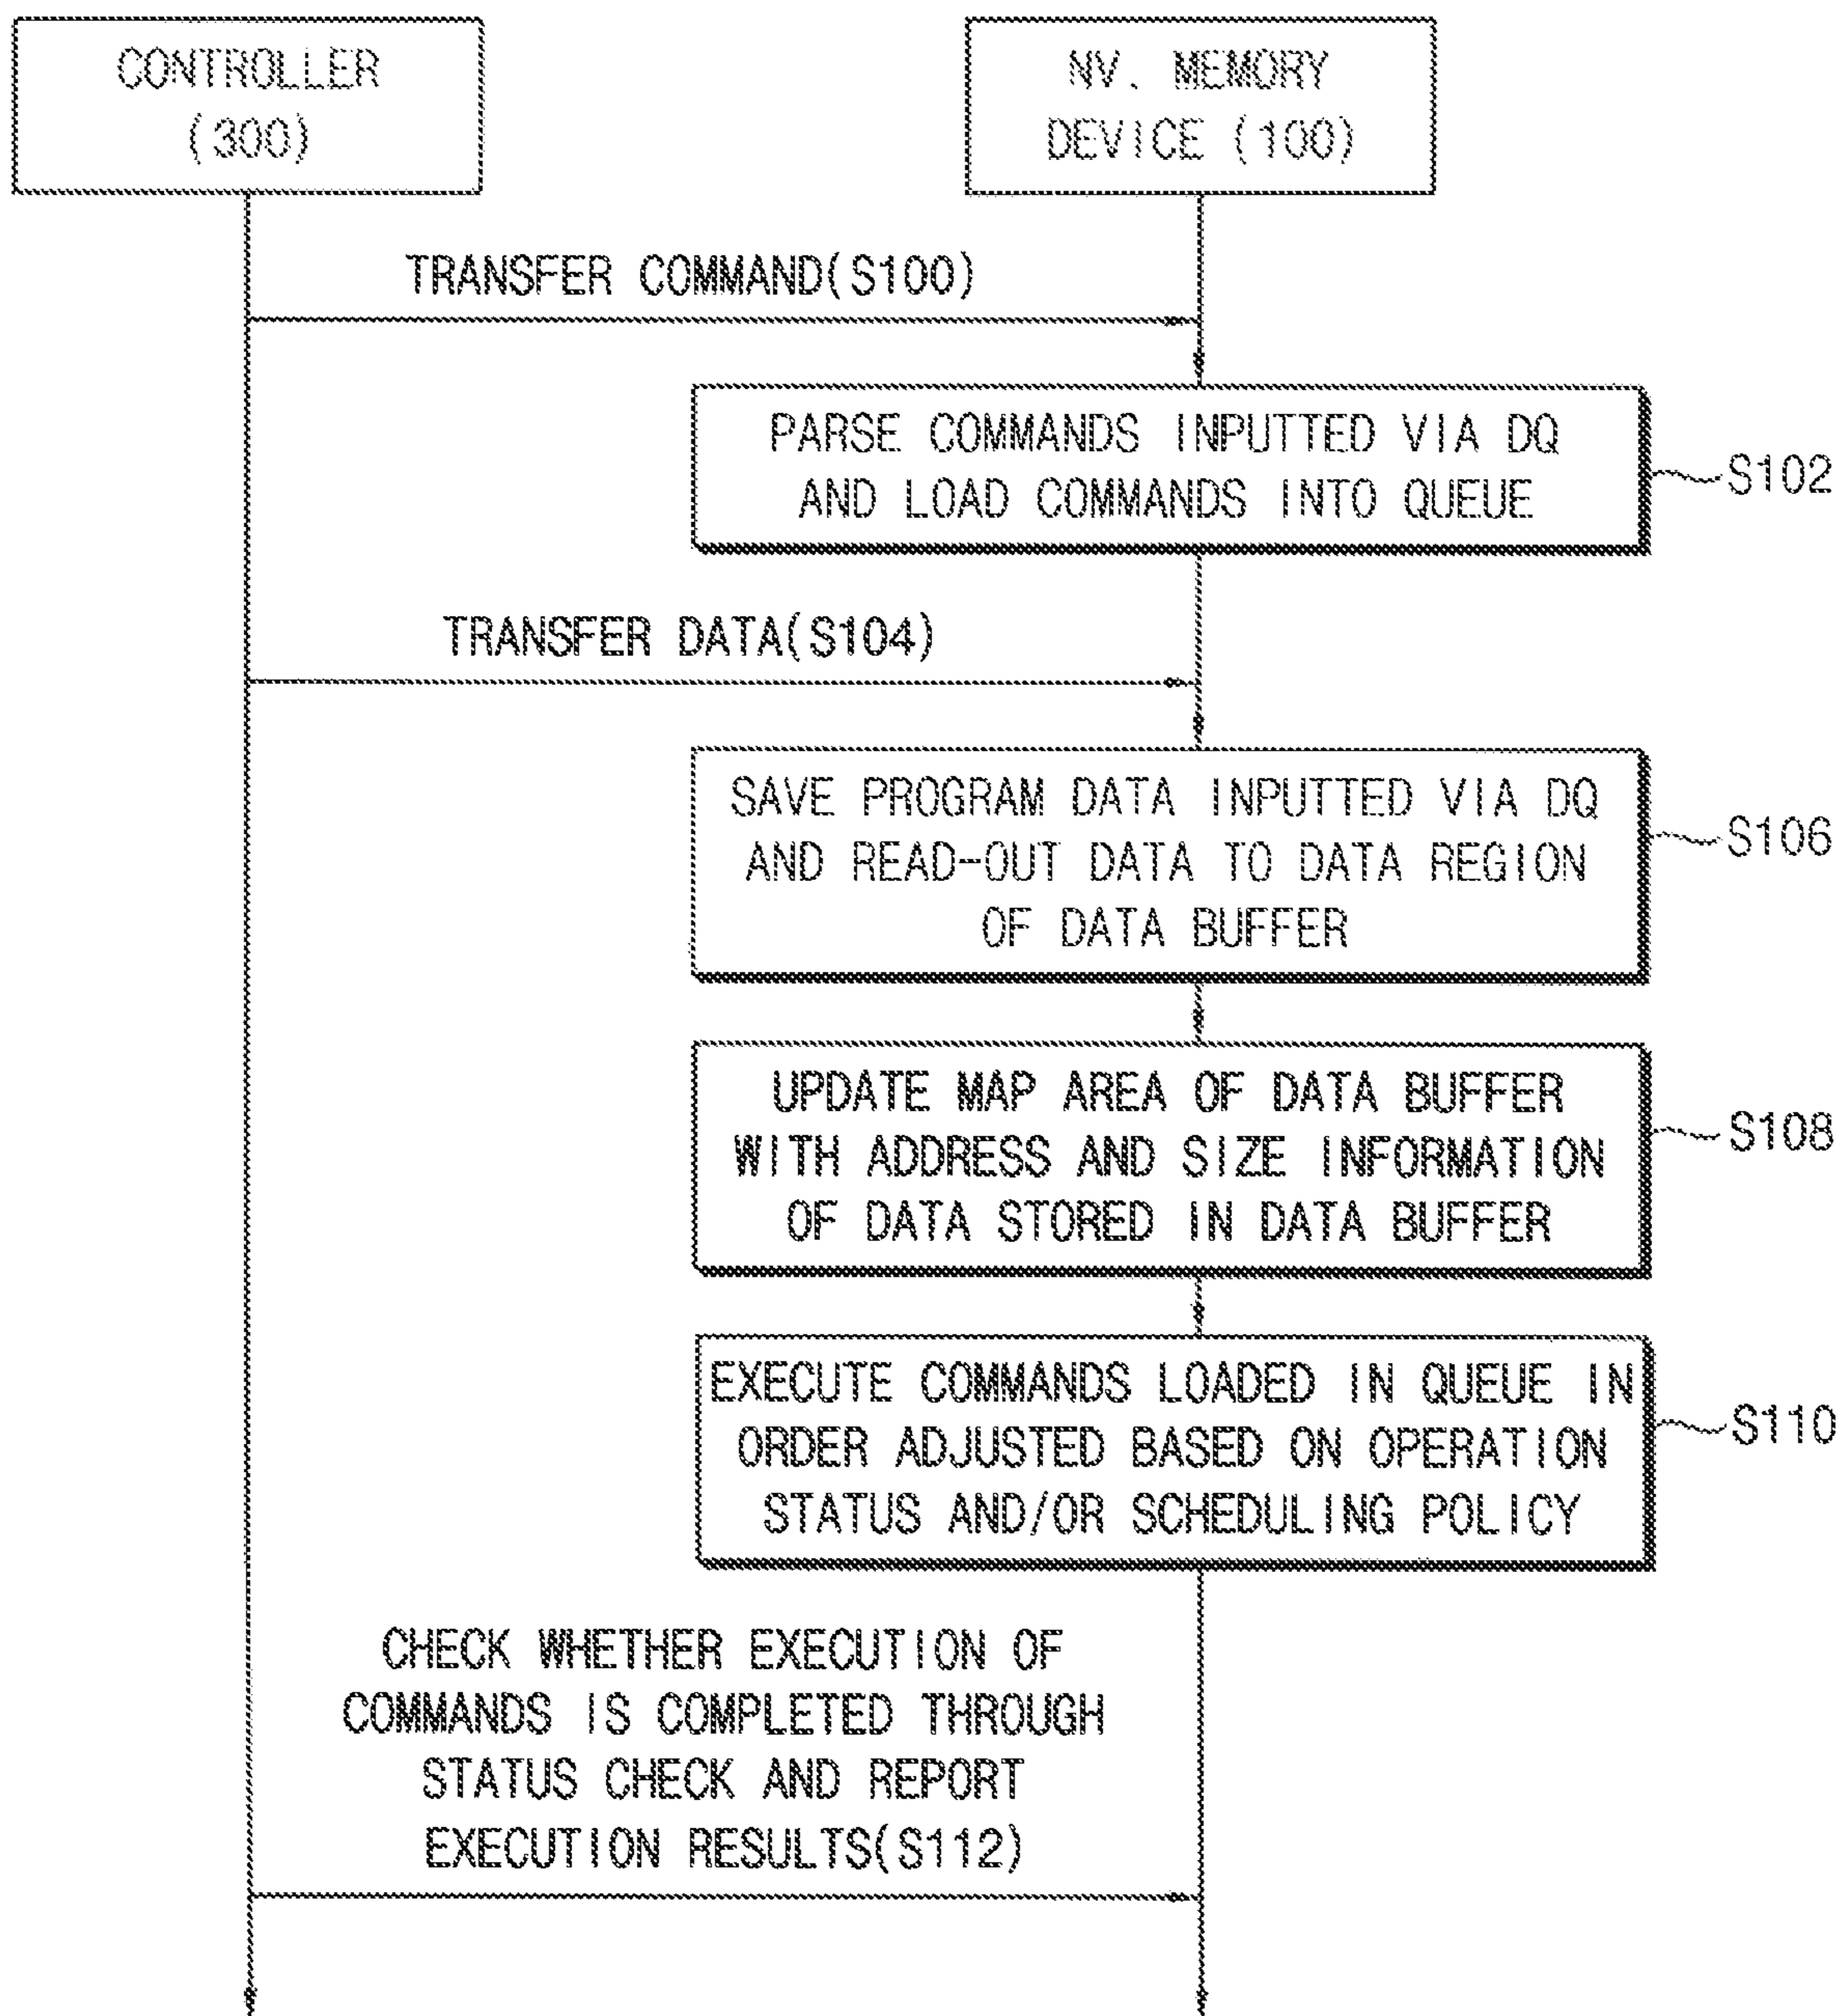 CONTROLLER
(300)
NV. MEMORY
DEVICE (100)
TRANSFER COMMAND(S100)
PARSE COMMANDS INPUTTED VIA DQ
AND LOAD COMMANDS INTO QUEUE
S102
TRANSFER DATA(S104)
SAVE PROGRAM DATA INPUTTED VIA DQ
AND READ-OUT DATA TO DATA REGION
OF DATA BUFFER
S106
UPDATE MAP AREA OF DATA BUFFER
WITH ADDRESS AND SIZE INFORMATION
OF DATA STORED IN DATA BUFFER
S108
EXECUTE COMMANDS LOADED IN QUEUE IN
ORDER ADJUSTED BASED ON OPERATION
STATUS AND/OR SCHEDULING POLICY
S110
CHECK WHETHER EXECUTION OF
COMMANDS IS COMPLETED THROUGH
STATUS CHECK AND REPORT
EXECUTION RESULTS(S112)